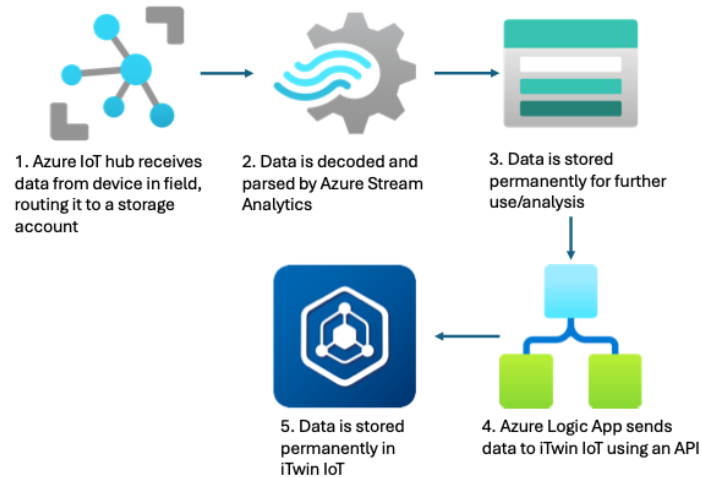 1. Azure IoT hub receives
data from device in field,
routing it to a storage
account
2. Data is decoded and
parsed by Azure Stream
Analytics
3. Data is stored
permanently for further
use/analysis
4. Azure Logic App sends
data to iTwin IoT using an API
5. Data is stored
permanently in
iTwin IoT